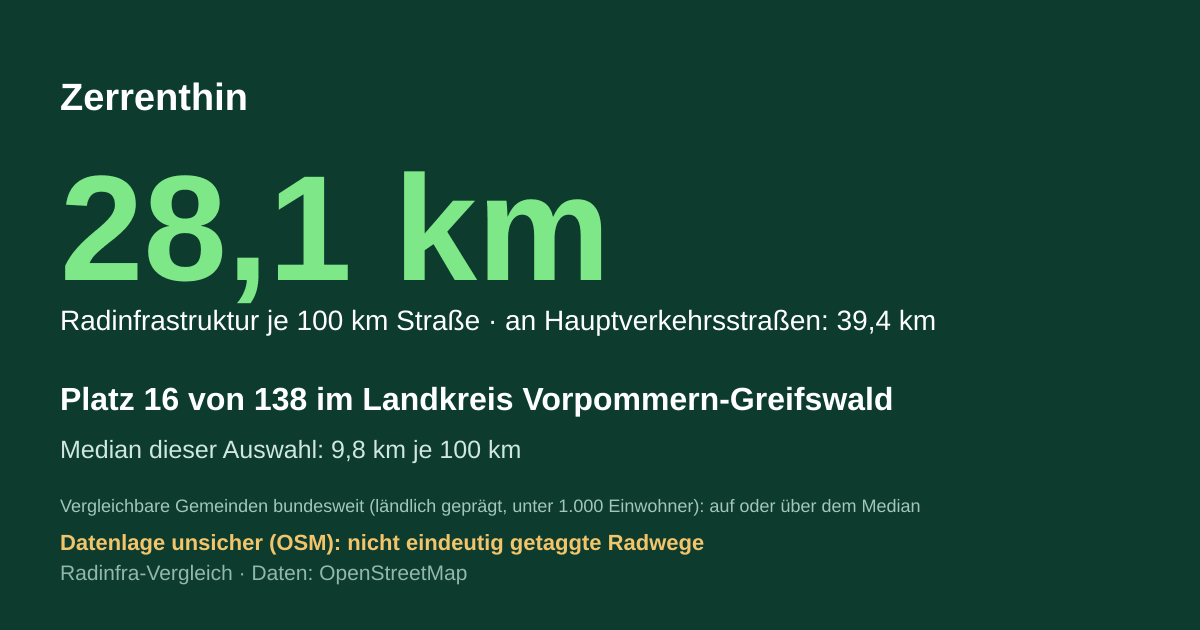 Zerrenthin
28,1 km
Radinfrastruktur je 100 km Straße · an Hauptverkehrsstraßen: 39,4 km
Platz 16 von 138 im Landkreis Vorpommern-Greifswald
Median dieser Auswahl: 9,8 km je 100 km
Vergleichbare Gemeinden bundesweit (ländlich geprägt, unter 1.000 Einwohner): auf oder über dem Median
Datenlage unsicher (OSM): nicht eindeutig getaggte Radwege
Radinfra-Vergleich · Daten: OpenStreetMap